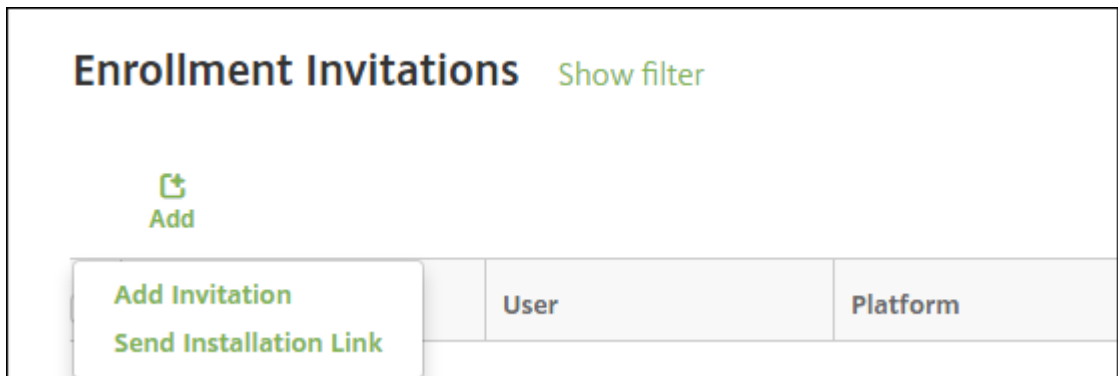 Enrollment Invitations Show filter
Add
Add Invitation
User Platform
Send Installation Link